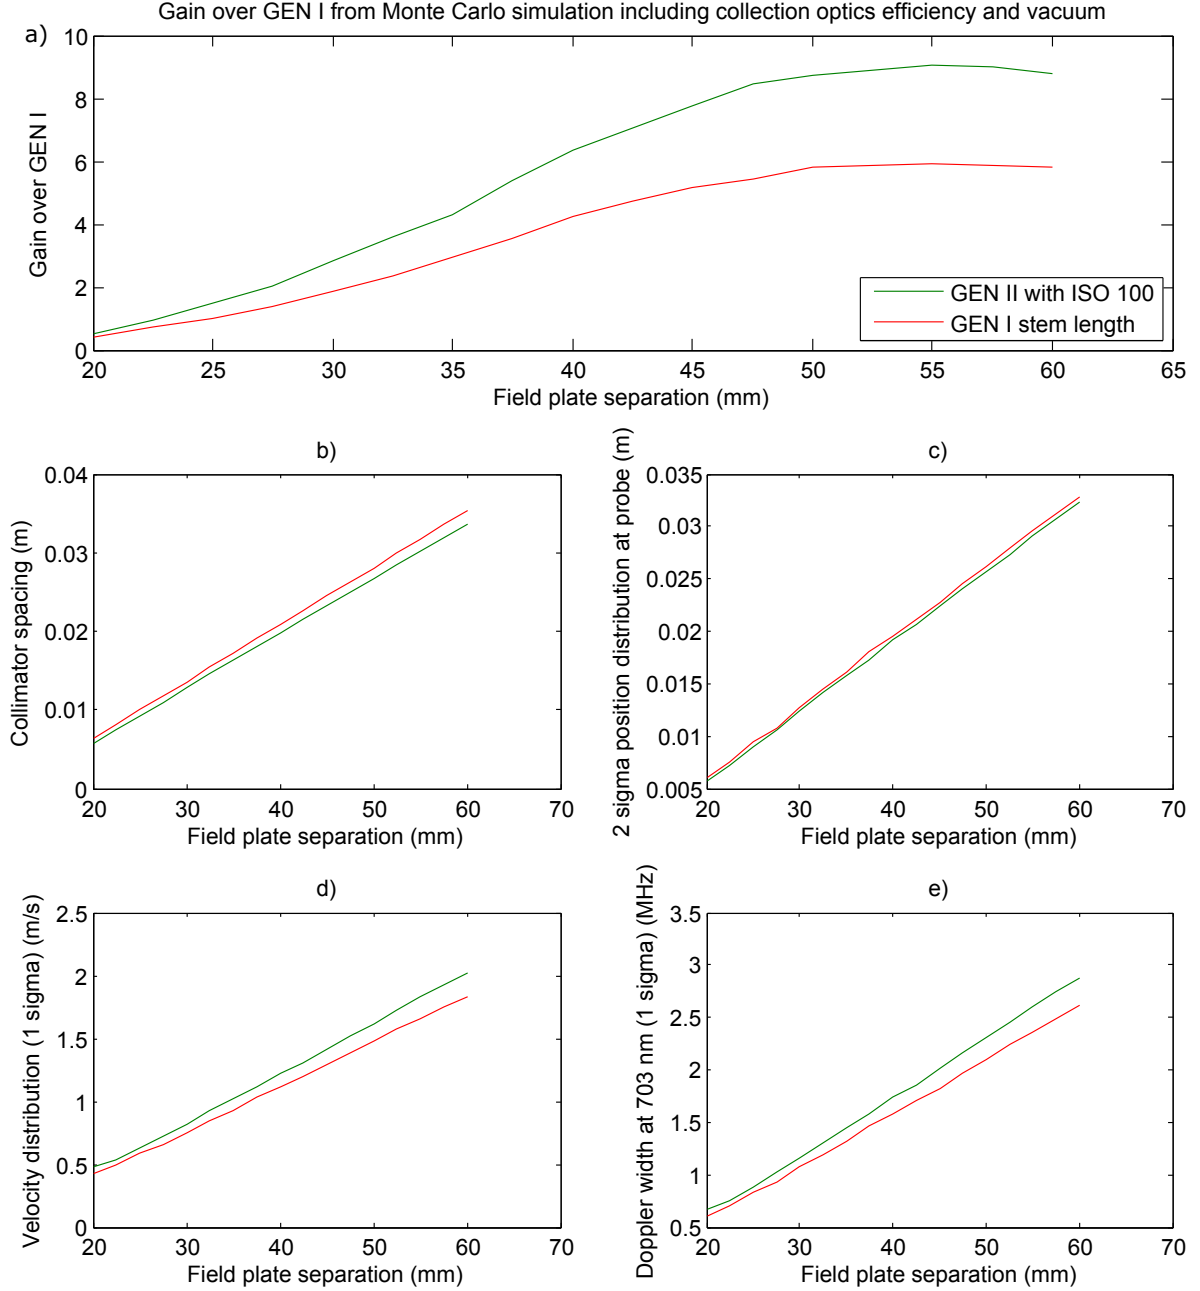 Gain over GEN I from Monte Carlo simulation including collection optics efficiency and vacuum
a)
10
8
6
4
2
0
Gain over GEN I
GEN II with ISO 100
GEN I stem length
20 25 30 35 40 45 50 55 60 65
Field plate separation (mm)
b)
0.04
0.03
0.02
0.01
0
Collimator spacing (m)
20 30 40 50 60 70
Field plate separation (mm)
c)
0.035
0.03
0.025
0.02
0.015
0.01
0.005
2 sigma position distribution at probe (m)
20 30 40 50 60 70
Field plate separation (mm)
d)
2.5
2
1.5
1
0.5
0
Velocity distribution (1 sigma) (m/s)
20 30 40 50 60 70
Field plate separation (mm)
e)
3.5
3
2.5
2
1.5
1
0.5
Doppler width at 703 nm (1 sigma) (MHz)
20 30 40 50 60 70
Field plate separation (mm)